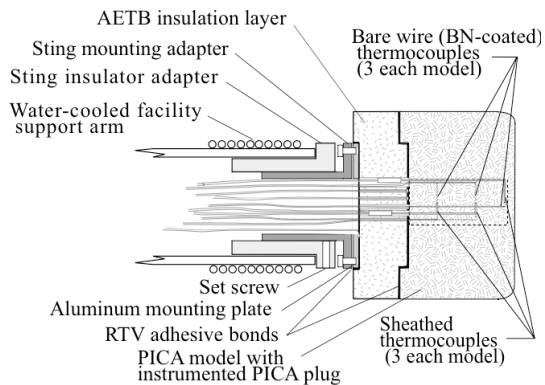 AETB insulation layer
Sting mounting adapter
Sting insulator adapter
Water-cooled facility
support arm
Bare wire (BN-coated)
thermocouples
(3 each model)
Set screw
Aluminum mounting plate
RTV adhesive bonds
PICA model with
instrumented PICA plug
Sheathed
thermocouples
(3 each model)